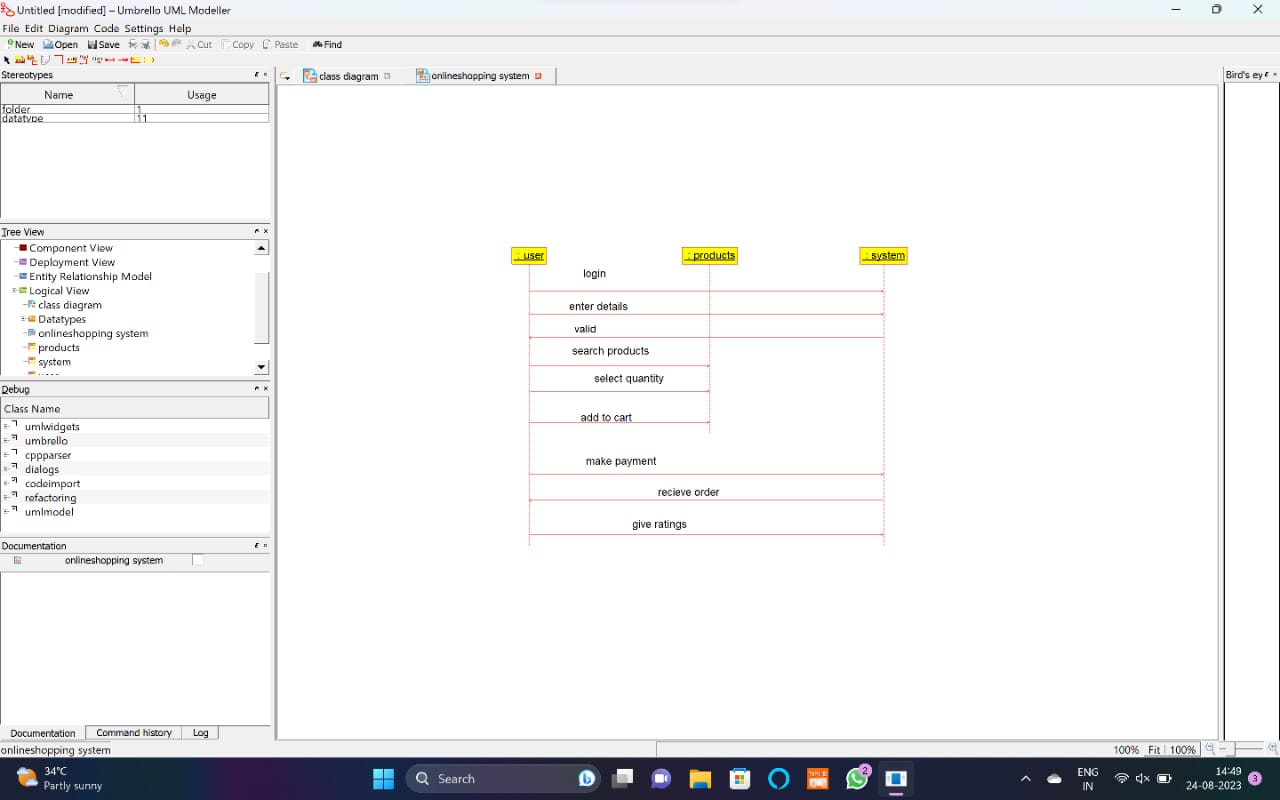 Untitled [modified] – Umbrello UML Modeller
File Edit Diagram Code Settings Help
New Open Save Cut Copy Paste Find
Stereotypes
Name Usage
folder 1
datatype 11
Tree View
Component View
Deployment View
Entity Relationship Model
Logical View
class diagram
Datatypes
onlineshopping system
products
system
Debug
Class Name
umlwidgets
umbrello
cppparser
dialogs
codeimport
refactoring
umlmodel
Documentation
onlineshopping system
Documentation Command history Log
onlineshopping system
class diagram onlineshopping system
: user : products : system
login
enter details
valid
search products
select quantity
add to cart
make payment
recieve order
give ratings
Bird's ey
100% Fit 100%
34°C
Partly sunny
Search
2
ENG
IN
14:49
24-08-2023
3